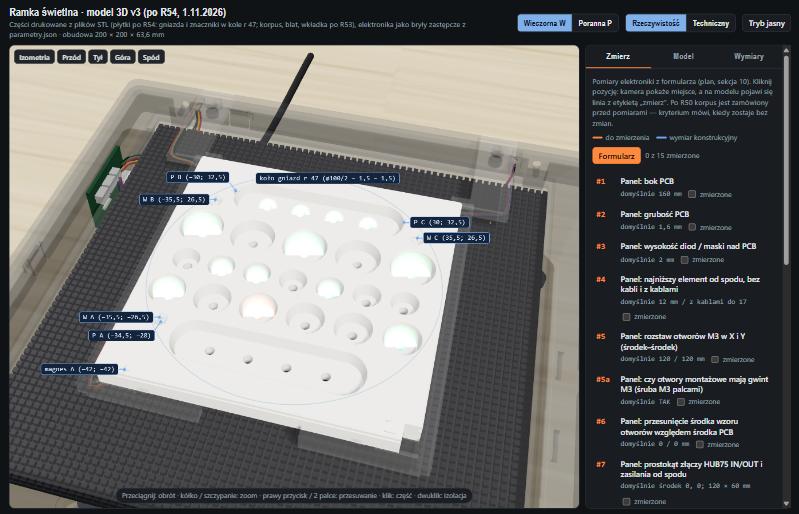 Ramka świetlna - model 3D v3 (po R54, 1.11.2026)
Części drukowane z plików STL (płytki po R54: gniazda i znaczniki w kole r 47; korpus, blat, wkładka po R53), elektronika jako bryły zastępcze z
parametry.json · obudowa 200 × 200 × 63,6 mm
Wieczorna W
Poranna P
Rzeczywistość
Techniczny
Tryb jasny
Izometria
Przód
Tył
Góra
Spód
P B (−30; 32,5)
koło gniazd r 47 (ø100/2 − 1,5 − 1,5)
W B (−35,5; 26,5)
P C (30; 32,5)
W C (35,5; 26,5)
W A (−35,5; −26,5)
P A (−34,5; −28)
magnes A (−42; −42)
Przeciągnij: obrót · kółko / szczypanie: zoom · prawy przycisk / 2 palce: przesuwanie · klik: część · dwuklik: izolacja
Zmierz
Model
Wymiary
Pomiary elektroniki z formularza (plan, sekcja 10). Kliknij
pozycję: kamera pokaże miejsce, a na modelu pojawi się
linia z etykietą „zmierz”. Po R50 korpus jest zamówiony
przed pomiarami — kryterium mówi, kiedy zostaje bez
zmian.
do zmierzenia
wymiar konstrukcyjny
Formularz
0 z 15 zmierzone
#1
Panel: bok PCB
domyślnie 160 mm
zmierzone
#2
Panel: grubość PCB
domyślnie 1,6 mm
zmierzone
#3
Panel: wysokość diod / maski nad PCB
domyślnie 2 mm
zmierzone
#4
Panel: najniższy element od spodu, bez
kabli i z kablami
domyślnie 12 mm / z kablami do 17
zmierzone
#5
Panel: rozstaw otworów M3 w X i Y
(środek–środek)
domyślnie 120 / 120 mm
zmierzone
#5a
Panel: czy otwory montażowe mają gwint
M3 (śruba M3 palcami)
domyślnie TAK
zmierzone
#6
Panel: przesunięcie środka wzoru
otworów względem środka PCB
domyślnie 0 / 0 mm
zmierzone
#7
Panel: prostokąt złączy HUB75 IN/OUT i
zasilania od spodu
domyślnie środek 0, 0; 120 × 60 mm
zmierzone